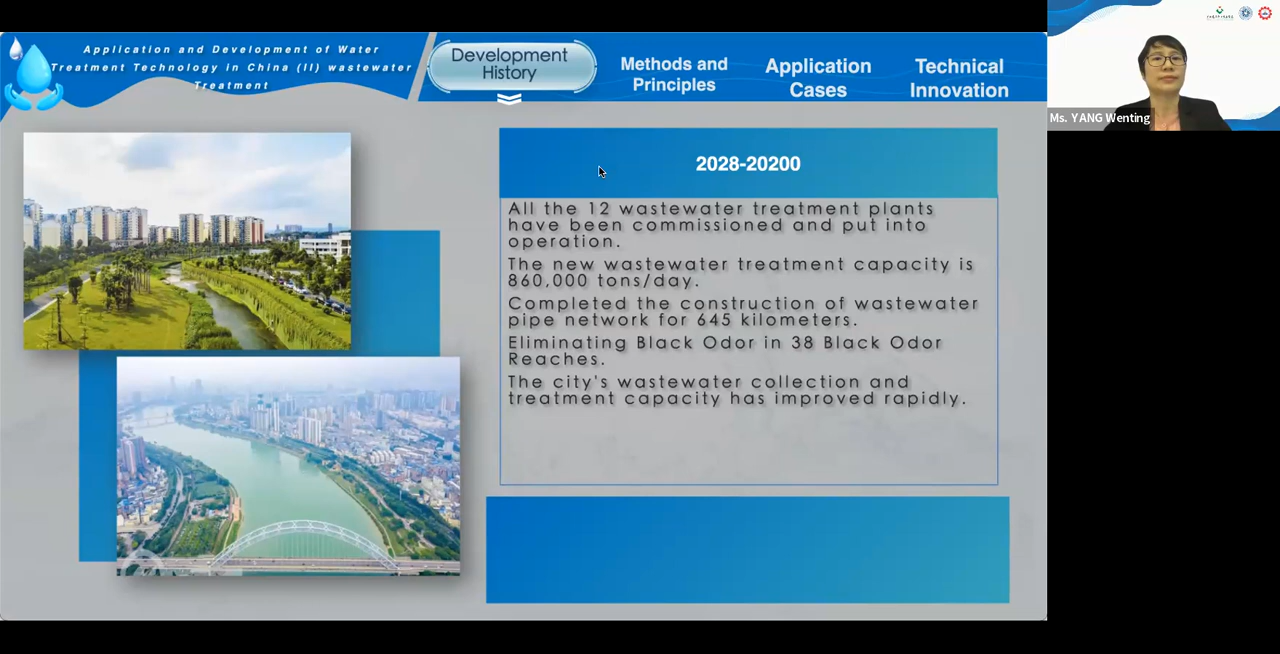 Application and Development of Water
Treatment Technology in China (II) wastewater
Treatment
Development
History
Methods and
Principles
Application
Cases
Technical
Innovation
Ms. YANG Wenting
2028-20200
All the 12 wastewater treatment plants
have been commissioned and put into
operation.
The new wastewater treatment capacity is
860,000 tons/day.
Completed the construction of wastewater
pipe network for 645 kilometers.
Eliminating Black Odor in 38 Black Odor
Reaches.
The city's wastewater collection and
treatment capacity has improved rapidly.